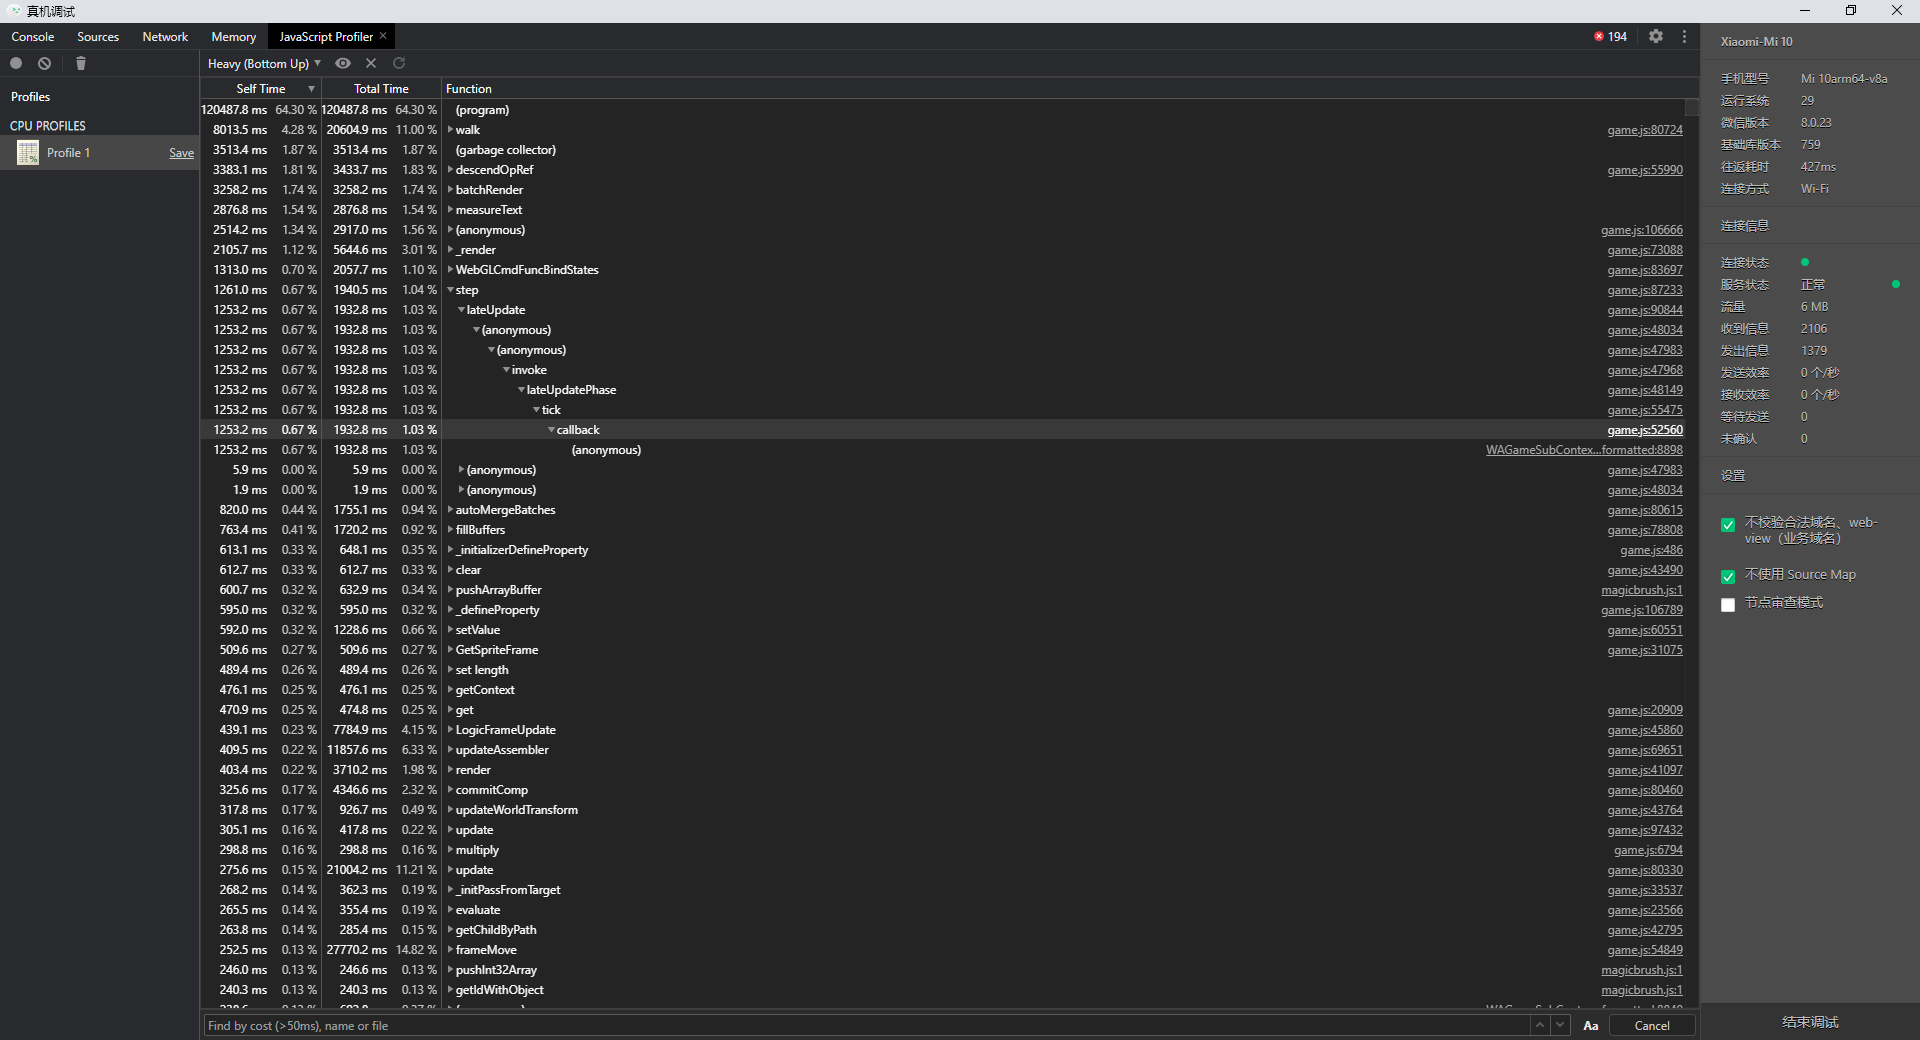 真机调试
Console Sources Network Memory JavaScript Profiler × 194
Heavy (Bottom Up) ▼
Profiles
CPU PROFILES
Profile 1 Save
Self Time ▼ Total Time Function
120487.8 ms 64.30 % 120487.8 ms 64.30 % (program)
8013.5 ms 4.28 % 20604.9 ms 11.00 % walk game.js:80724
3513.4 ms 1.87 % 3513.4 ms 1.87 % (garbage collector)
3383.1 ms 1.81 % 3433.7 ms 1.83 % descendOpRef game.js:55990
3258.2 ms 1.74 % 3258.2 ms 1.74 % batchRender
2876.8 ms 1.54 % 2876.8 ms 1.54 % measureText
2514.2 ms 1.34 % 2917.0 ms 1.56 % (anonymous) game.js:106666
2105.7 ms 1.12 % 5644.6 ms 3.01 % _render game.js:73088
1313.0 ms 0.70 % 2057.7 ms 1.10 % WebGLCmdFuncBindStates game.js:83697
1261.0 ms 0.67 % 1940.5 ms 1.04 % step game.js:87233
1253.2 ms 0.67 % 1932.8 ms 1.03 % lateUpdate game.js:90844
1253.2 ms 0.67 % 1932.8 ms 1.03 % (anonymous) game.js:48034
1253.2 ms 0.67 % 1932.8 ms 1.03 % (anonymous) game.js:47983
1253.2 ms 0.67 % 1932.8 ms 1.03 % invoke game.js:47968
1253.2 ms 0.67 % 1932.8 ms 1.03 % lateUpdatePhase game.js:48149
1253.2 ms 0.67 % 1932.8 ms 1.03 % tick game.js:55475
1253.2 ms 0.67 % 1932.8 ms 1.03 % callback game.js:52560
1253.2 ms 0.67 % 1932.8 ms 1.03 % (anonymous) WAGameSubContex...formatted:8898
5.9 ms 0.00 % 5.9 ms 0.00 % (anonymous) game.js:47983
1.9 ms 0.00 % 1.9 ms 0.00 % (anonymous) game.js:48034
820.0 ms 0.44 % 1755.1 ms 0.94 % autoMergeBatches game.js:80615
763.4 ms 0.41 % 1720.2 ms 0.92 % fillBuffers game.js:78808
613.1 ms 0.33 % 648.1 ms 0.35 % _initializerDefineProperty game.js:486
612.7 ms 0.33 % 612.7 ms 0.33 % clear game.js:43490
600.7 ms 0.32 % 632.9 ms 0.34 % pushArrayBuffer magicbrush.js:1
595.0 ms 0.32 % 595.0 ms 0.32 % _defineProperty game.js:106789
592.0 ms 0.32 % 1228.6 ms 0.66 % setValue game.js:60551
509.6 ms 0.27 % 509.6 ms 0.27 % GetSpriteFrame game.js:31075
489.4 ms 0.26 % 489.4 ms 0.26 % set length
476.1 ms 0.25 % 476.1 ms 0.25 % getContext
470.9 ms 0.25 % 474.8 ms 0.25 % get game.js:20909
439.1 ms 0.23 % 7784.9 ms 4.15 % LogicFrameUpdate game.js:45860
409.5 ms 0.22 % 11857.6 ms 6.33 % updateAssembler game.js:69651
403.4 ms 0.22 % 3710.2 ms 1.98 % render game.js:41097
325.6 ms 0.17 % 4346.6 ms 2.32 % commitComp game.js:80460
317.8 ms 0.17 % 926.7 ms 0.49 % updateWorldTransform game.js:43764
305.1 ms 0.16 % 417.8 ms 0.22 % update game.js:97432
298.8 ms 0.16 % 298.8 ms 0.16 % multiply game.js:6794
275.6 ms 0.15 % 21004.2 ms 11.21 % update game.js:80330
268.2 ms 0.14 % 362.3 ms 0.19 % _initPassFromTarget game.js:33537
265.5 ms 0.14 % 355.4 ms 0.19 % evaluate game.js:23566
263.8 ms 0.14 % 285.4 ms 0.15 % getChildByPath game.js:42795
252.5 ms 0.13 % 27770.2 ms 14.82 % frameMove game.js:54849
246.0 ms 0.13 % 246.6 ms 0.13 % pushInt32Array magicbrush.js:1
240.3 ms 0.13 % 240.3 ms 0.13 % getIdWithObject magicbrush.js:1
Find by cost (>50ms), name or file Aa Cancel
Xiaomi-Mi 10
手机型号 Mi 10arm64-v8a
运行系统 29
微信版本 8.0.23
基础库版本 759
往返耗时 427ms
连接方式 Wi-Fi
连接信息
连接状态
服务状态 正常
流量 6 MB
收到信息 2106
发出信息 1379
发送效率 0 个/秒
接收效率 0 个/秒
等待发送 0
未确认 0
设置
不校验合法域名、web-
view（业务域名）
不使用 Source Map
节点审查模式
结束调试